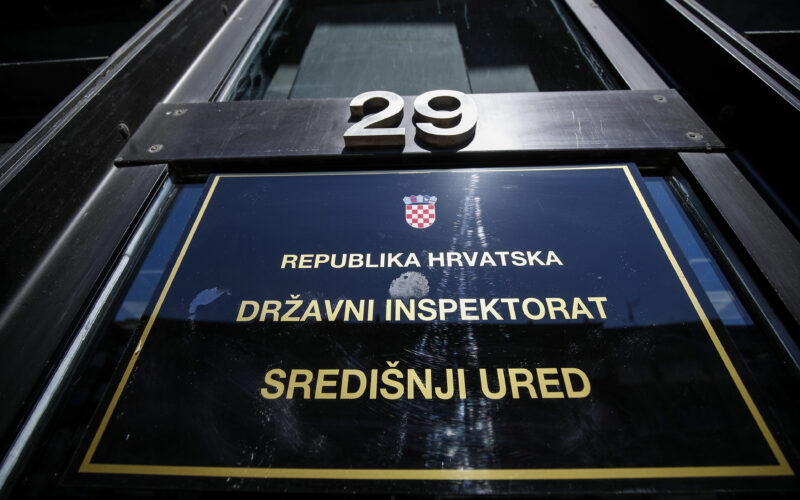 29
REPUBLIKA HRVATSKA
DRŽAVNI INSPEKTORAT
SREDIŠNJI URED